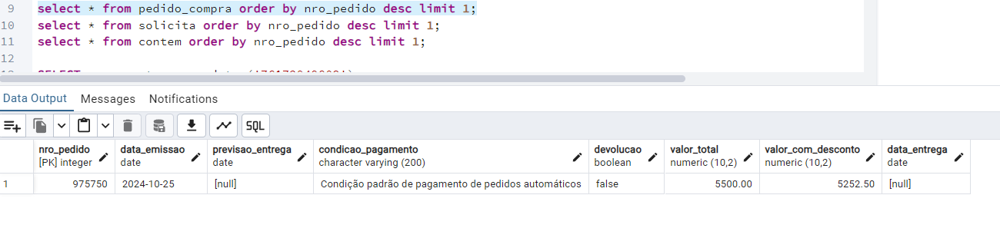 9 select * from pedido_compra order by nro_pedido desc limit 1;
10 select * from solicita order by nro_pedido desc limit 1;
11 select * from contem order by nro_pedido desc limit 1;
12
Data Output Messages Notifications
SQL
nro_pedido data_emissao previsao_entrega condicao_pagamento devolucao valor_total valor_com_desconto data_entrega
[PK] integer date date character varying (200) boolean numeric (10,2) numeric (10,2) date
1 975750 2024-10-25 [null] Condição padrão de pagamento de pedidos automáticos false 5500.00 5252.50 [null]